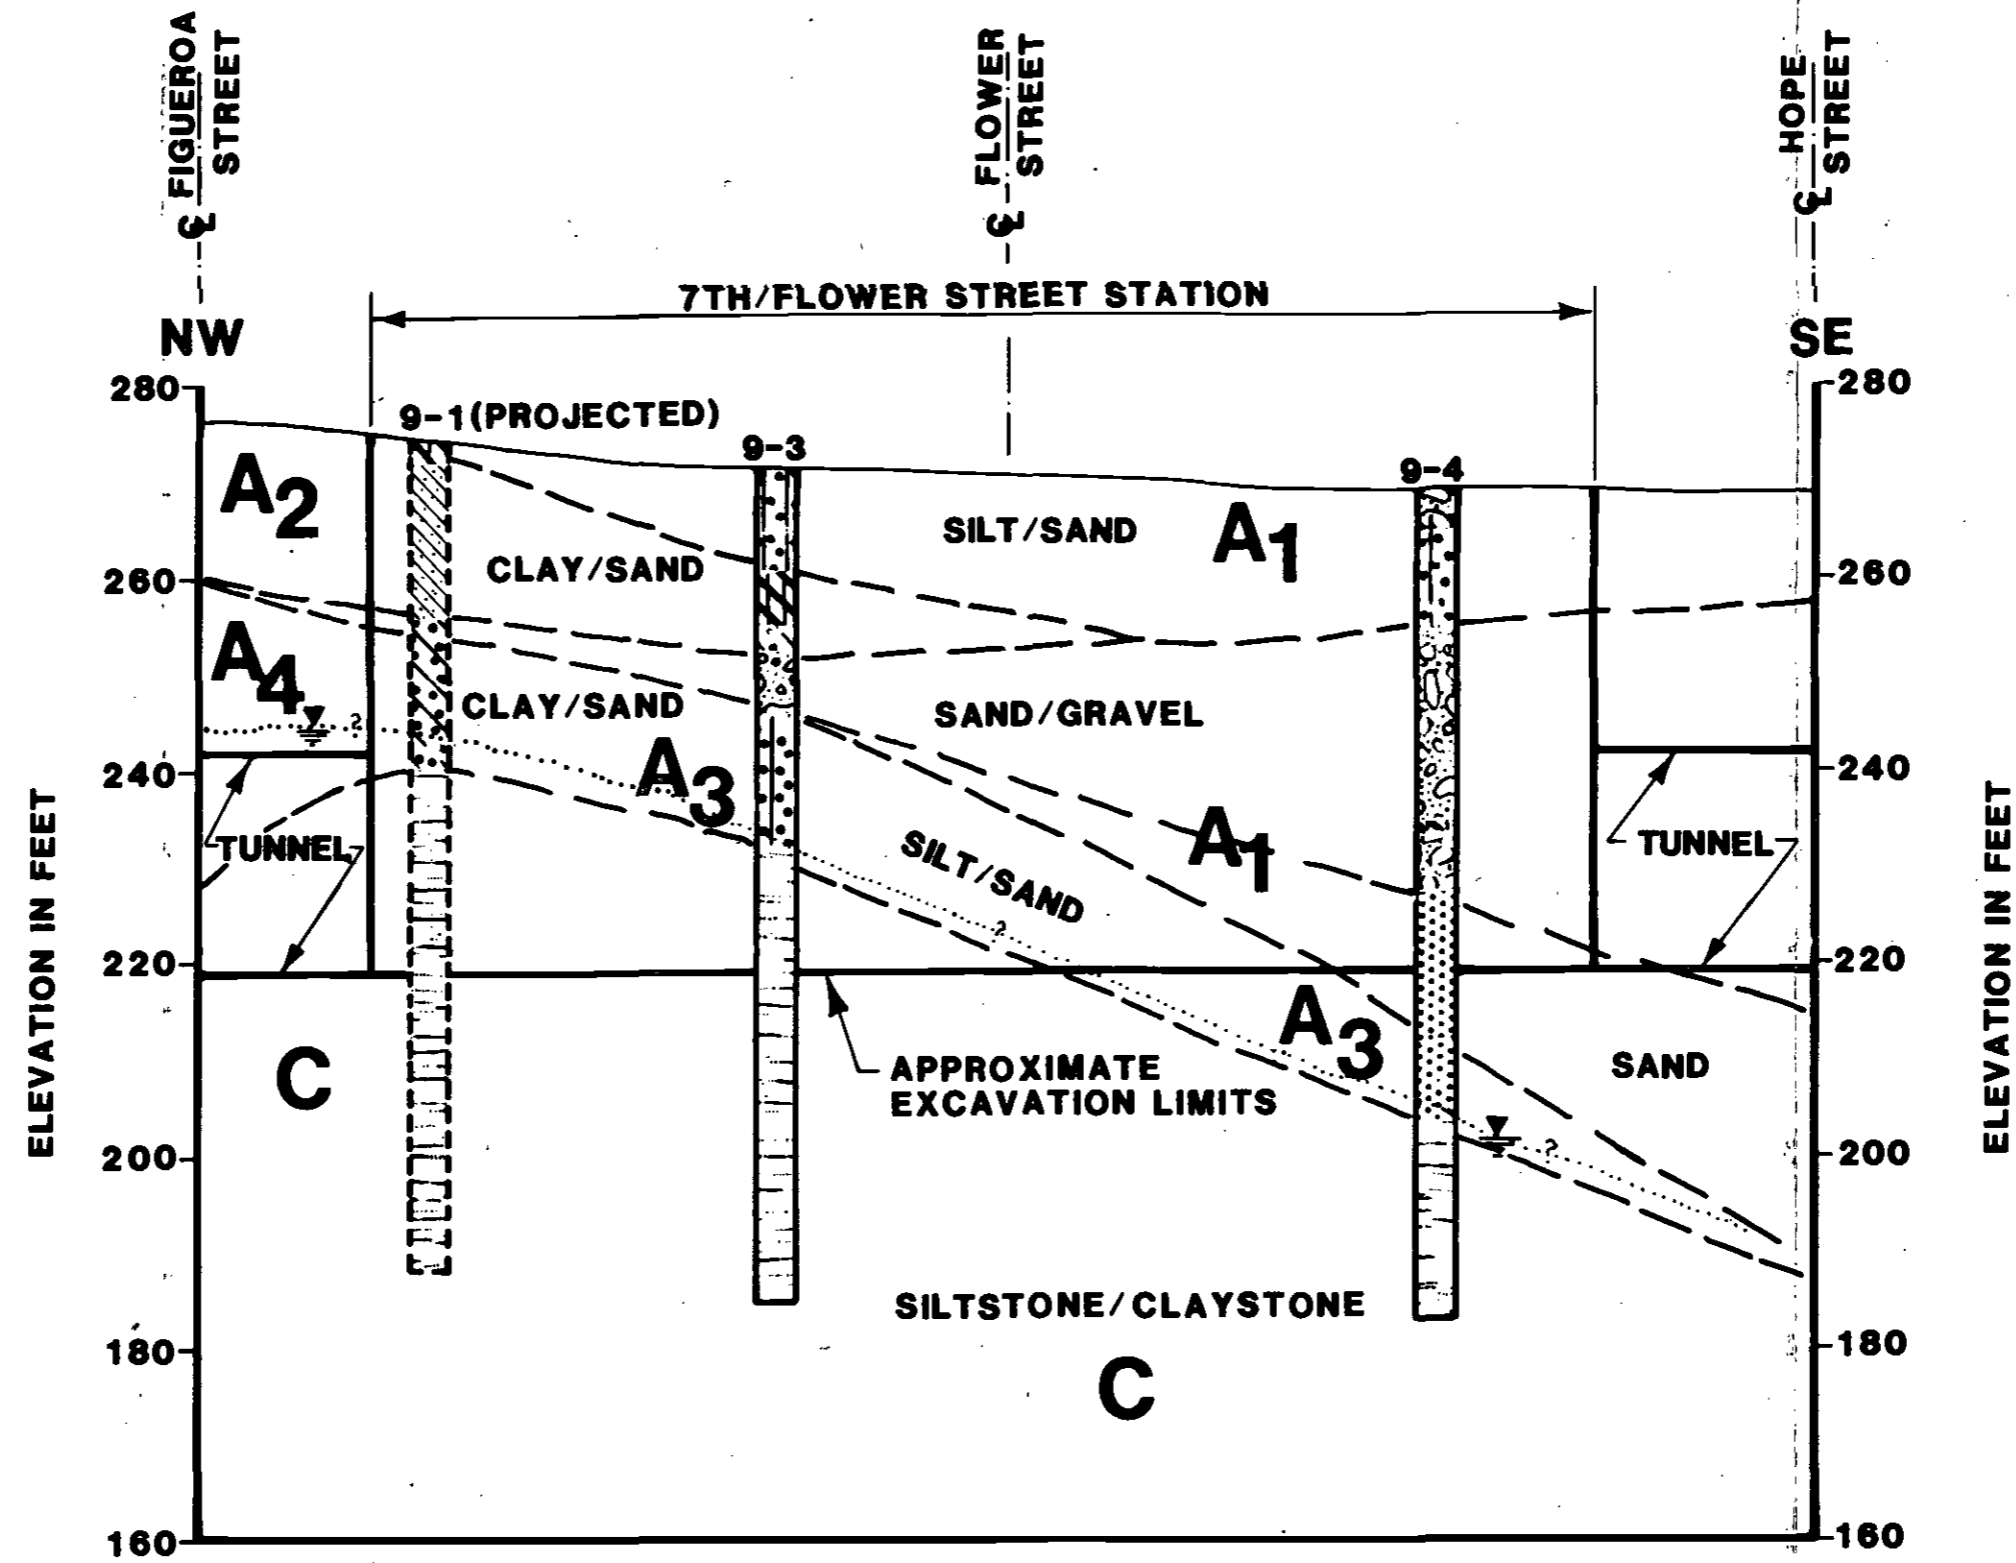 FIGUEROA
STREET
℄
FLOWER
STREET
℄
HOPE
STREET
℄
7TH/FLOWER STREET STATION
NW
SE
280
280
9-1(PROJECTED)
9-3
9-4
A2
SILT/SAND
A1
CLAY/SAND
260
260
A4
CLAY/SAND
SAND/GRAVEL
?
A3
240
240
TUNNEL
A1
TUNNEL
SILT/SAND
?
220
220
ELEVATION IN FEET
ELEVATION IN FEET
A3
C
APPROXIMATE
EXCAVATION LIMITS
SAND
?
200
200
SILTSTONE/CLAYSTONE
180
180
C
160
160